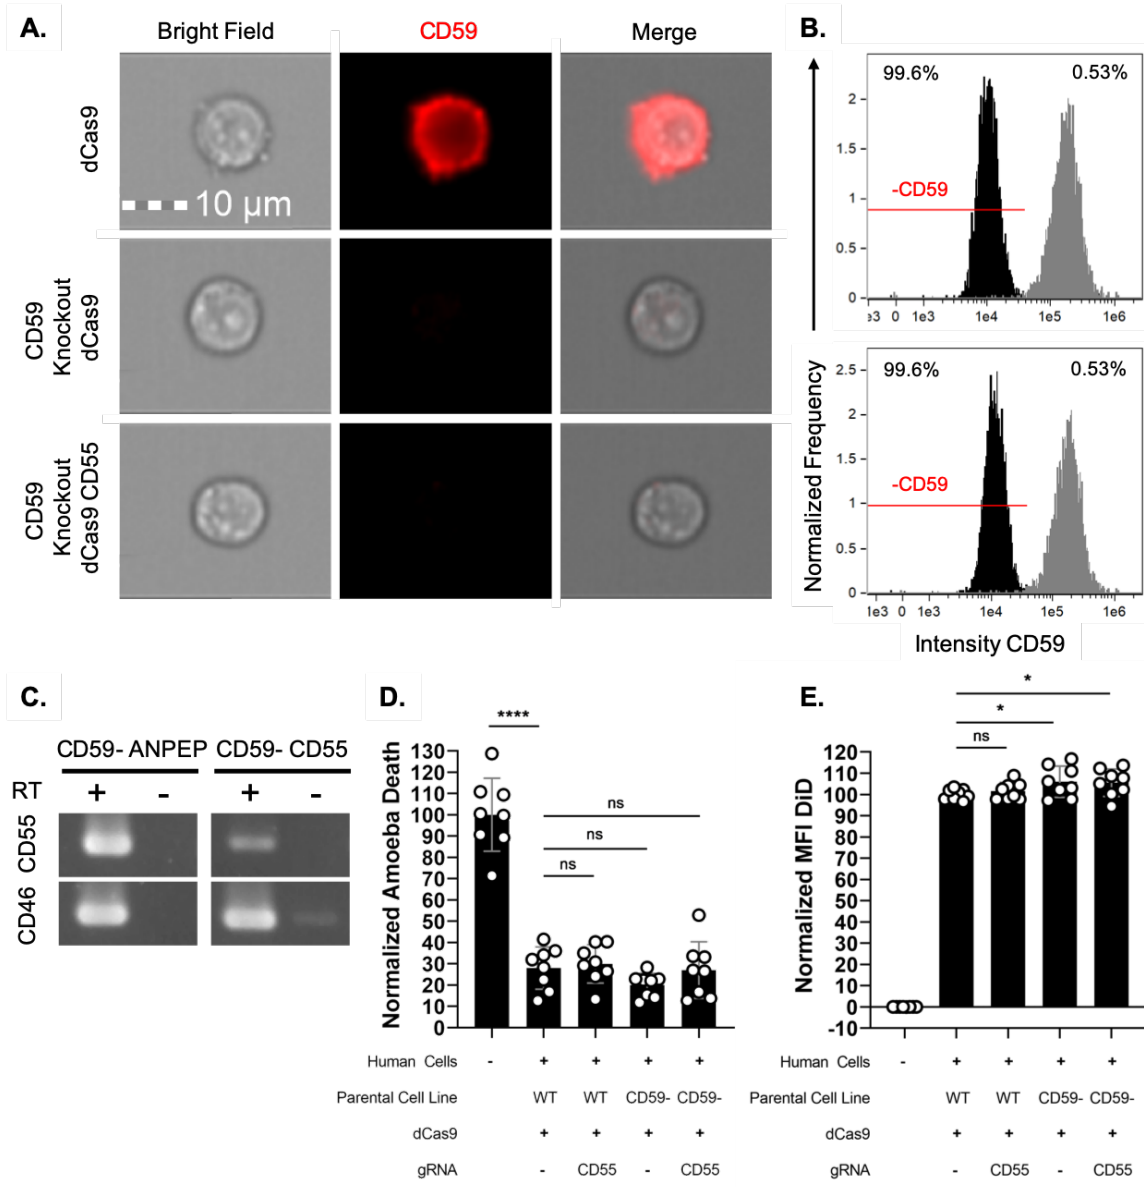 A.
Bright Field
CD59
Merge
dCas9
10 µm
CD59
Knockout
dCas9
CD59
Knockout
dCas9 CD55
B.
99.6%
0.53%
2
1.5
1
0.5
0
-CD59
e3 0 1e3 1e4 1e5 1e6
99.6%
0.53%
2.5
2
1.5
1
0.5
0
-CD59
1e3 0 1e3 1e4 1e5 1e6
Normalized Frequency
Intensity CD59
C.
CD59- ANPEP CD59- CD55
RT + - + -
CD55
CD46
D.
Normalized Amoeba Death
130
120
110
100
90
80
70
60
50
40
30
20
10
0
****
ns
ns
ns
Human Cells - + + + +
Parental Cell Line WT WT CD59- CD59-
dCas9 + + + +
gRNA - CD55 - CD55
E.
Normalized MFI DiD
120
110
100
90
80
70
60
50
40
30
20
10
0
-10
*
*
ns
Human Cells - + + + +
Parental Cell Line WT WT CD59- CD59-
dCas9 + + + +
gRNA - CD55 - CD55